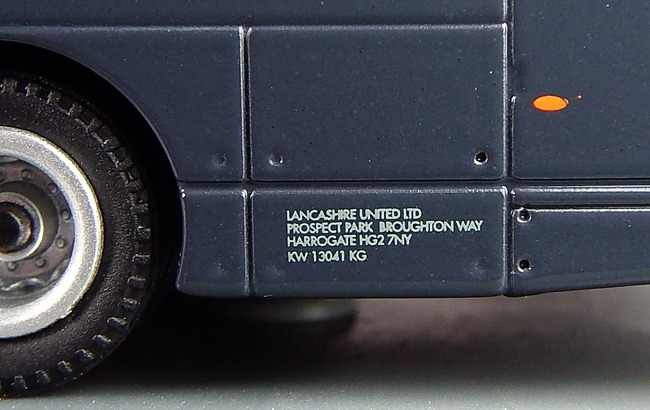 LANCASHIRE UNITED LTD
PROSPECT PARK BROUGHTON WAY
HARROGATE HG2 7NY
KW 13041 KG